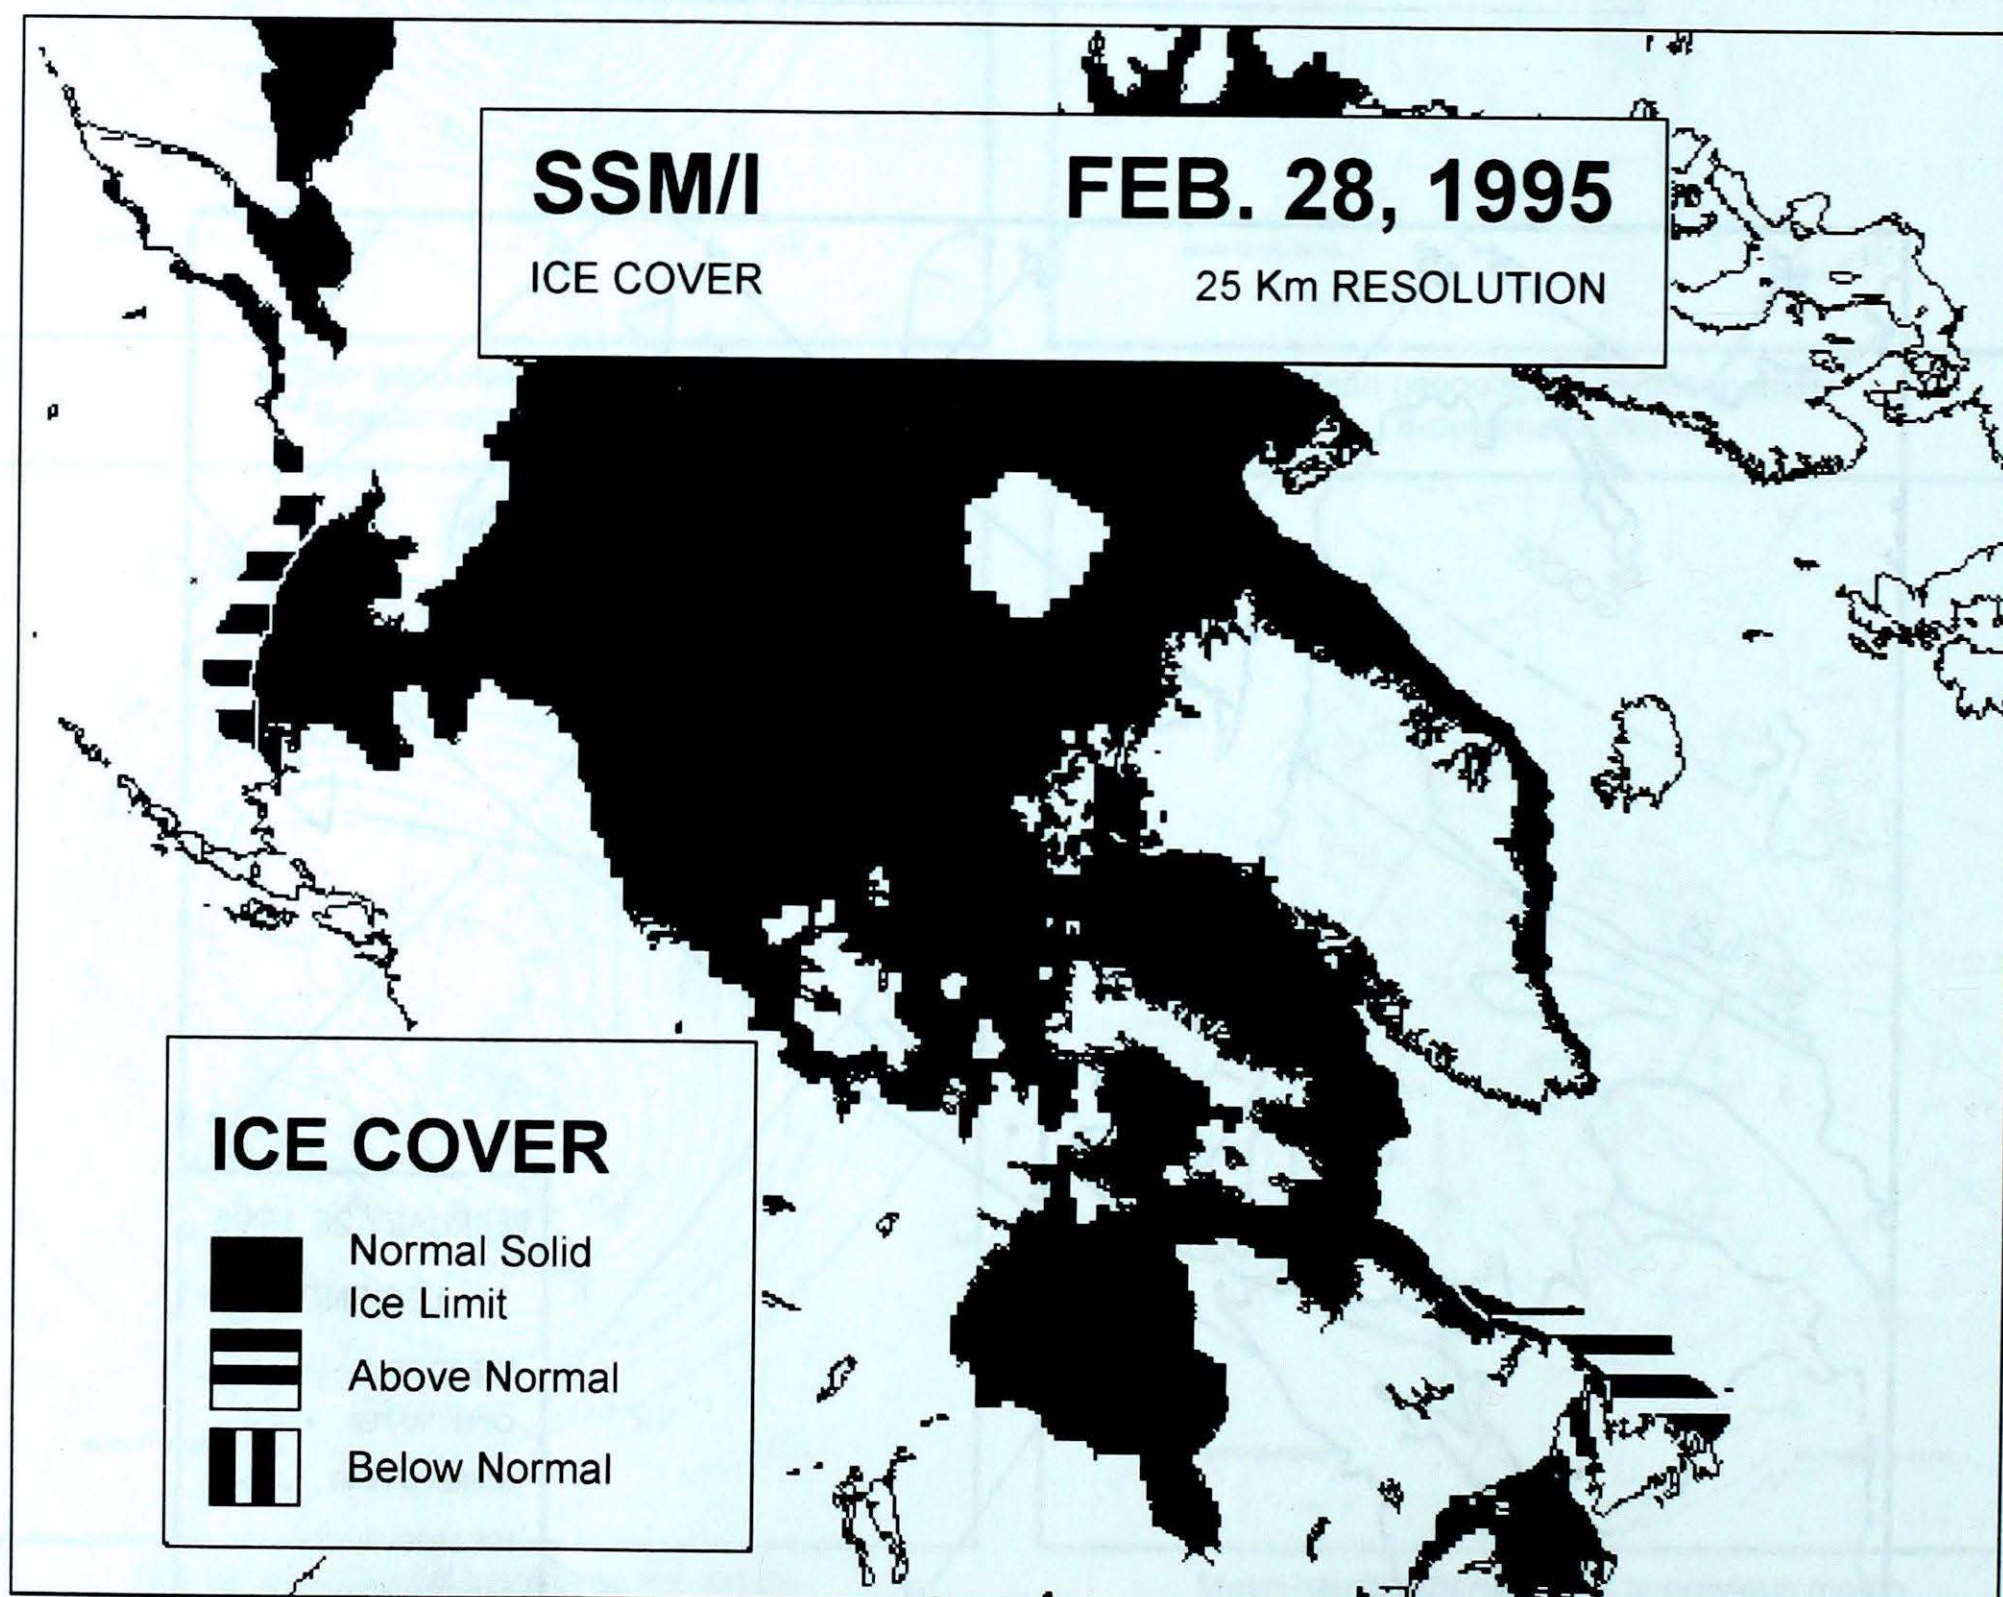 SSM/I
FEB. 28, 1995
ICE COVER
25 Km RESOLUTION
ICE COVER
Normal Solid
Ice Limit
Above Normal
Below Normal